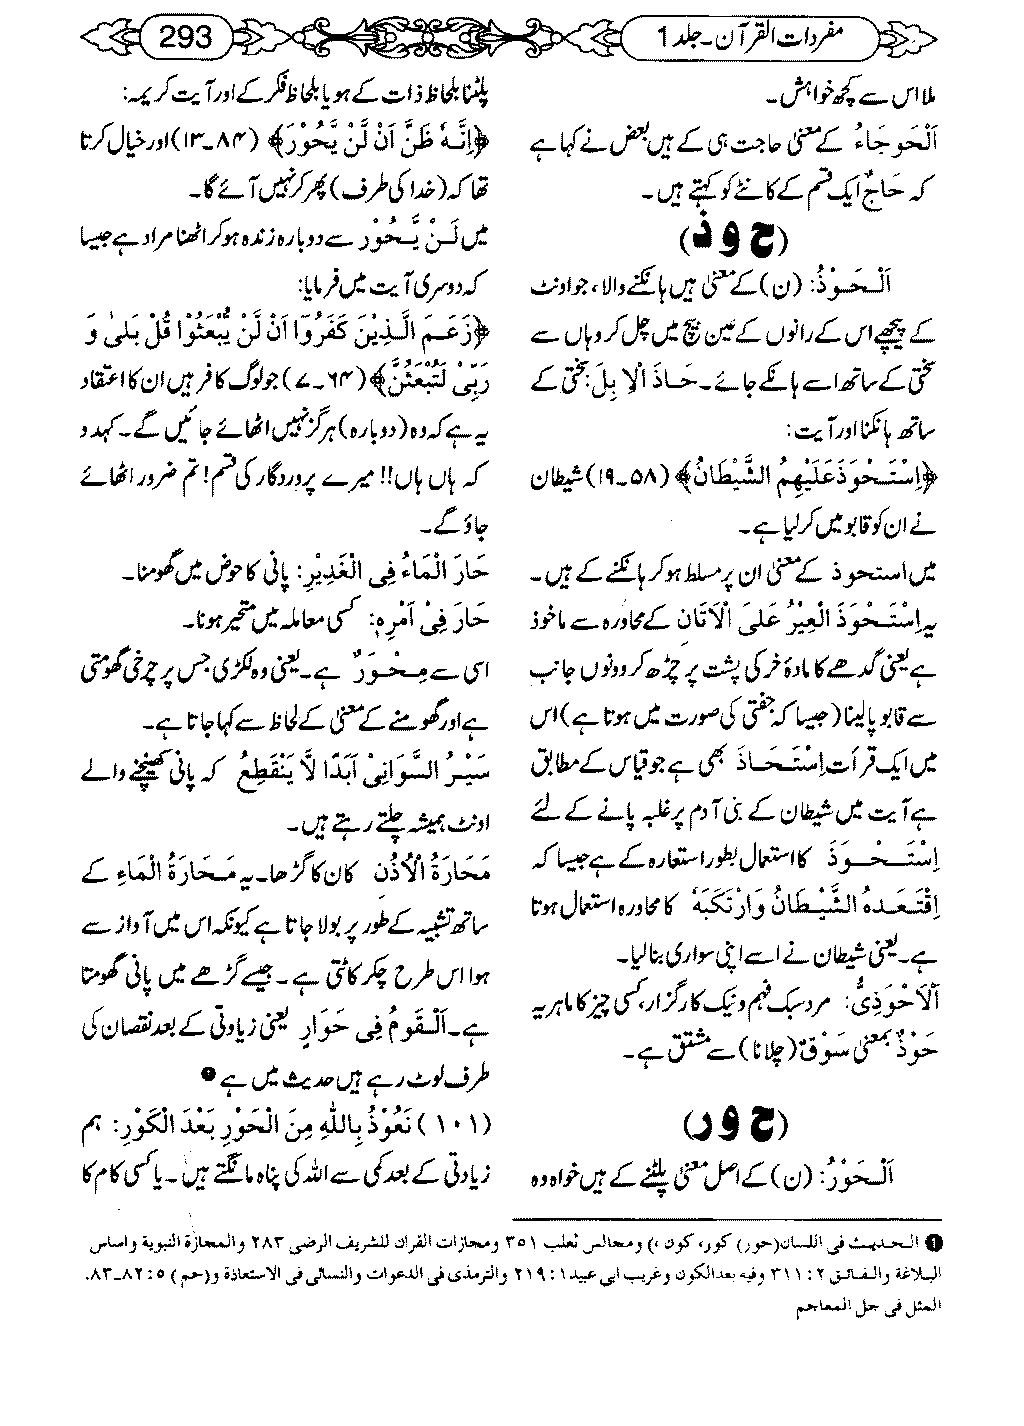 مفردات القرآن۔جلد 1
293
ملا اس سے کچھ خواہش۔
اَلْحَوْجَاءُ کے معنی حاجت ہی کے ہیں بعض نے کہا ہے
کہ حَاجٌ ایک قسم کے کانٹے کو کہتے ہیں۔
(ح و ذ)
اَلْحَوْذُ: (ن) کے معنی ہیں ہانکنے والا، جو اونٹ
کے پیچھے اس کے رانوں کے عین بیچ میں چل کر وہاں سے
سختی کے ساتھ اسے ہانکے جائے۔ حَاذَ الْاِبِلَ: سختی کے
ساتھ ہانکنا اور آیت:
﴿اِسْتَحْوَذَ عَلَیْهِمُ الشَّیْطَانُ﴾ (۵۸۔۱۹) شیطان
نے ان کو قابو میں کر لیا ہے۔
میں استحوذ کے معنی ان پر مسلط ہو کر ہانکنے کے ہیں۔
یہ اِسْتَحْوَذَ الْعِیْرُ عَلَی الْاَتَانِ کے محاورہ سے ماخوذ
ہے یعنی گدھے کا مادۂ خر کی پشت پر چڑھ کر دونوں جانب
سے قابو پا لینا (جیسا کہ جفتی کی صورت میں ہوتا ہے) اس
میں ایک قرأت اِسْتَحَاذَ بھی ہے جو قیاس کے مطابق
ہے آیت میں شیطان کے بنی آدم پر غلبہ پانے کے لئے
اِسْتَحْوَذَ کا استعمال بطور استعارہ کے ہے جیسا کہ
اِقْتَعَدَہُ الشَّیْطَانُ وَارْتَکَبَهٗ کا محاورہ استعمال ہوتا
ہے۔ یعنی شیطان نے اسے اپنی سواری بنا لیا۔
اَلْاَحْوَذِیُّ: مرد سبک فہم و نیک کارگزار، کسی چیز کا ماہر یہ
حَوْذٌ بمعنی سَوْقٌ (چلانا) سے مشتق ہے۔
(ح و ر)
اَلْحَوْرُ: (ن) کے اصل معنی پلٹنے کے ہیں خواہ وہ
پلٹنا بلحاظ ذات کے ہو یا بلحاظ فکر کے اور آیت کریمہ:
﴿اِنَّهٗ ظَنَّ اَنْ لَّنْ یَّحُوْرَ﴾ (۸۴۔۱۳) اور خیال کرتا
تھا کہ (خدا کی طرف) پھر کر نہیں آئے گا۔
میں لَنْ یَّحُوْرَ سے دوبارہ زندہ ہو کر اٹھنا مراد ہے جیسا
کہ دوسری آیت میں فرمایا:
﴿زَعَمَ الَّذِیْنَ کَفَرُوْٓا اَنْ لَّنْ یُّبْعَثُوْا قُلْ بَلٰی وَ
رَبِّیْ لَتُبْعَثُنَّ﴾ (۶۴۔۷) جو لوگ کافر ہیں ان کا اعتقاد
یہ ہے کہ وہ (دوبارہ) ہرگز نہیں اٹھائے جائیں گے۔ کہہ دو
کہ ہاں ہاں!! میرے پروردگار کی قسم! تم ضرور اٹھائے
جاؤ گے۔
حَارَ الْمَاءُ فِی الْغَدِیْرِ: پانی کا حوض میں گھومنا۔
حَارَ فِیْ اَمْرِہٖ: کسی معاملہ میں متحیر ہونا۔
اسی سے مِحْوَرٌ ہے۔ یعنی وہ لکڑی جس پر چرخی گھومتی
ہے اور گھومنے کے معنی کے لحاظ سے کہا جاتا ہے۔
سَیْرُ السَّوَانِیْ اَبَدًا لَّا یَنْقَطِعُ کہ پانی کھینچنے والے
اونٹ ہمیشہ چلتے رہتے ہیں۔
مَحَارَۃُ الْاُذُنِ کان کا گڑھا۔ یہ مَحَارَۃُ الْمَاءِ کے
ساتھ تشبیہ کے طور پر بولا جاتا ہے کیونکہ اس میں آواز سے
ہوا اس طرح چکر کاٹتی ہے۔ جیسے گڑھے میں پانی گھومتا
ہے۔ اَلْقَوْمُ فِی حَوَارٍ یعنی زیادتی کے بعد نقصان کی
طرف لوٹ رہے ہیں حدیث میں ہے ❶
(۱۰۱) نَعُوْذُ بِاللّٰهِ مِنَ الْحَوْرِ بَعْدَ الْکَوْرِ: ہم
زیادتی کے بعد کمی سے اللہ کی پناہ مانگتے ہیں۔ یا کسی کام کا
❶ الحدیث فی اللسان (حور) کور، کون ،) ومجالس ثعلب ۳۵۱ ومجازات القرآن للشریف الرضی ۲۸۳ والمجازة النبویة واساس
البلاغة والفائق ۲ : ۳۱۱ وفیه بعد الکون وغریب ابی عبید ۱ : ۲۱۹ والترمذی فی الدعوات والنسائی فی الاستعاذة و(حم) ۵ : ۸۲۔۸۳.
المثل فی جل المعاجم